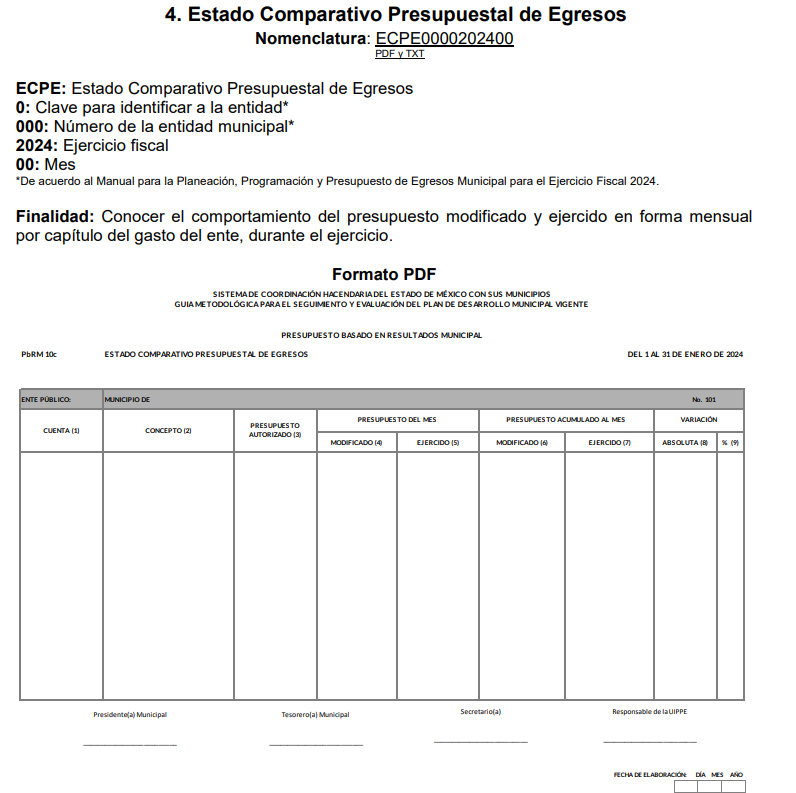 4. Estado Comparativo Presupuestal de Egresos
Nomenclatura: ECPE0000202400
PDF y TXT
ECPE: Estado Comparativo Presupuestal de Egresos
0: Clave para identificar a la entidad*
000: Número de la entidad municipal*
2024: Ejercicio fiscal
00: Mes
*De acuerdo al Manual para la Planeación, Programación y Presupuesto de Egresos Municipal para el Ejercicio Fiscal 2024.
Finalidad: Conocer el comportamiento del presupuesto modificado y ejercido en forma mensual
por capítulo del gasto del ente, durante el ejercicio.
Formato PDF
SISTEMA DE COORDINACIÓN HACENDARIA DEL ESTADO DE MÉXICO CON SUS MUNICIPIOS
GUIA METODOLÓGICA PARA EL SEGUIMIENTO Y EVALUACIÓN DEL PLAN DE DESARROLLO MUNICIPAL VIGENTE
PRESUPUESTO BASADO EN RESULTADOS MUNICIPAL
PbRM 10c ESTADO COMPARATIVO PRESUPUESTAL DE EGRESOS DEL 1 AL 31 DE ENERO DE 2024
ENTE PÚBLICO: MUNICIPIO DE No. 101
CUENTA (1) CONCEPTO (2) PRESUPUESTO AUTORIZADO (3) PRESUPUESTO DEL MES PRESUPUESTO ACUMULADO AL MES VARIACIÓN
MODIFICADO (4) EJERCIDO (5) MODIFICADO (6) EJERCIDO (7) ABSOLUTA (8) % (9)
Presidente(a) Municipal Tesorero(a) Municipal Secretario(a) Responsable de la UIPPE
FECHA DE ELABORACIÓN: DÍA MES AÑO